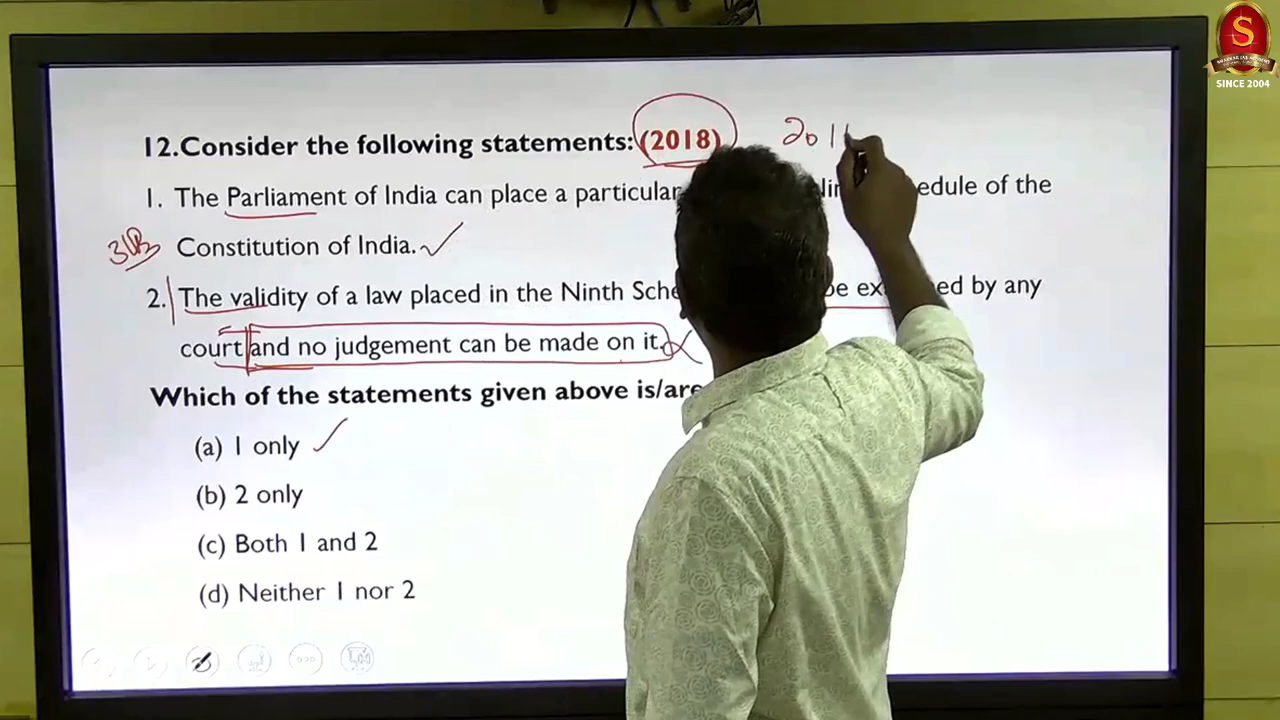 SINCE 2004
12.Consider the following statements: (2018) 201
1. The Parliament of India can place a particular edule of the
31B Constitution of India.
2. The validity of a law placed in the Ninth Sche be ex ed by any
court and no judgement can be made on it.
Which of the statements given above is/are
(a) 1 only
(b) 2 only
(c) Both 1 and 2
(d) Neither 1 nor 2